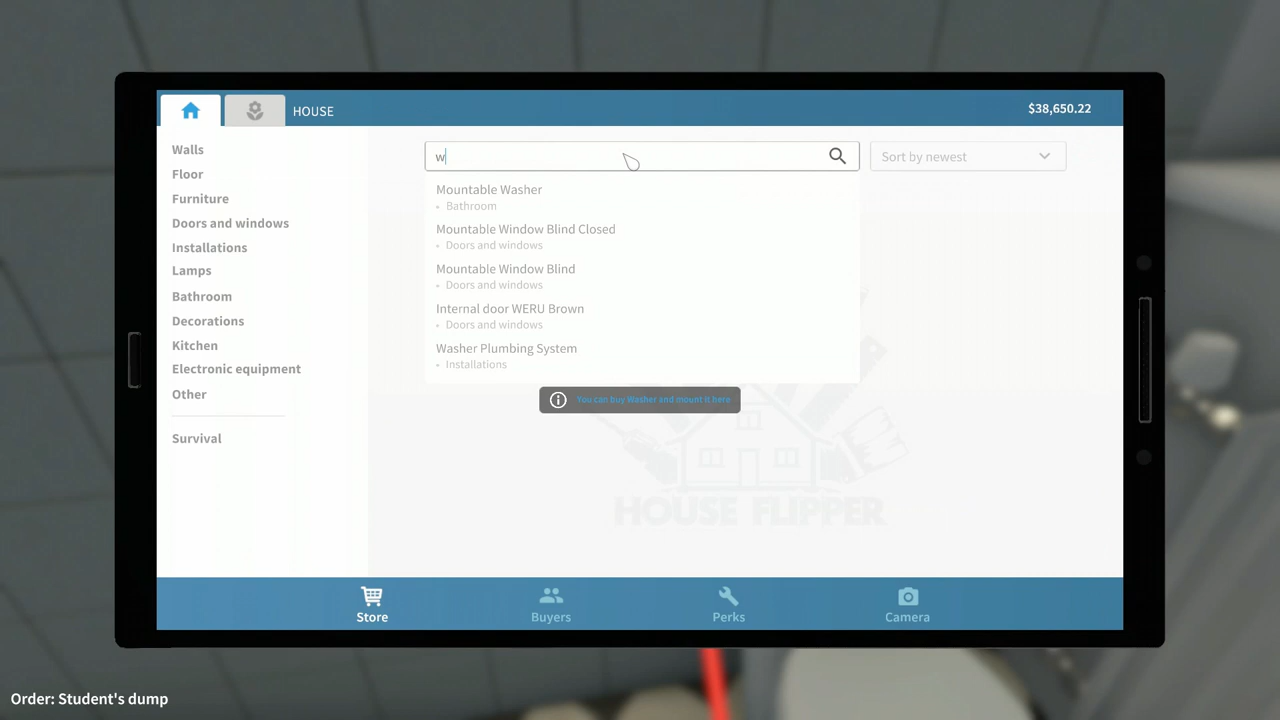 HOUSE
$38,650.22
Walls
Floor
Furniture
Doors and windows
Installations
Lamps
Bathroom
Decorations
Kitchen
Electronic equipment
Other
Survival
w
Sort by newest
Mountable Washer
• Bathroom
Mountable Window Blind Closed
• Doors and windows
Mountable Window Blind
• Doors and windows
Internal door WERU Brown
• Doors and windows
Washer Plumbing System
• Installations
You can buy Washer and mount it here
HOUSE FLIPPER
Store
Buyers
Perks
Camera
Order: Student's dump